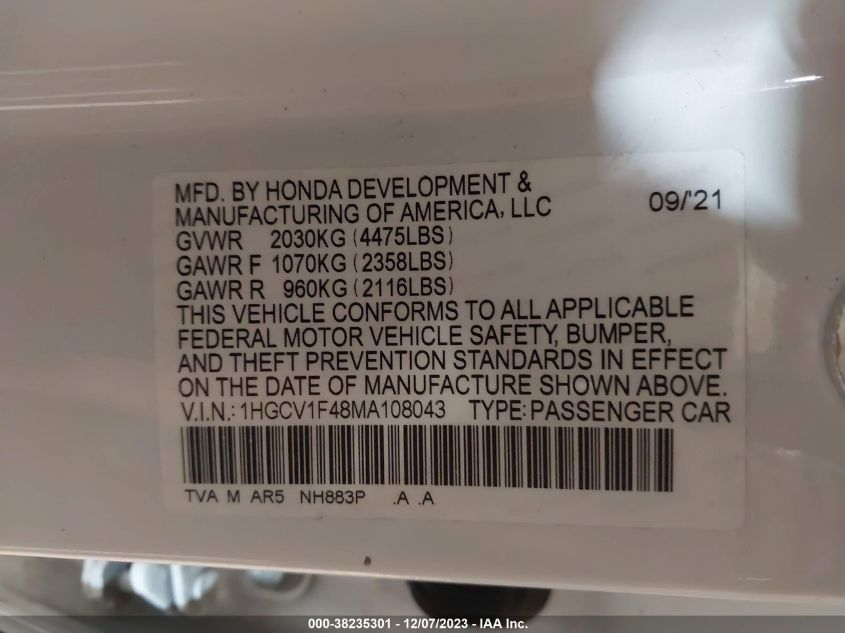 MFD. BY HONDA DEVELOPMENT &
MANUFACTURING OF AMERICA, LLC 09/'21
GVWR 2030KG (4475LBS)
GAWR F 1070KG (2358LBS)
GAWR R 960KG (2116LBS)
THIS VEHICLE CONFORMS TO ALL APPLICABLE
FEDERAL MOTOR VEHICLE SAFETY, BUMPER,
AND THEFT PREVENTION STANDARDS IN EFFECT
ON THE DATE OF MANUFACTURE SHOWN ABOVE.
V.I.N.: 1HGCV1F48MA108043 TYPE: PASSENGER CAR
TVA M AR5 NH883P .A .A
000-38235301 - 12/07/2023 - IAA Inc.